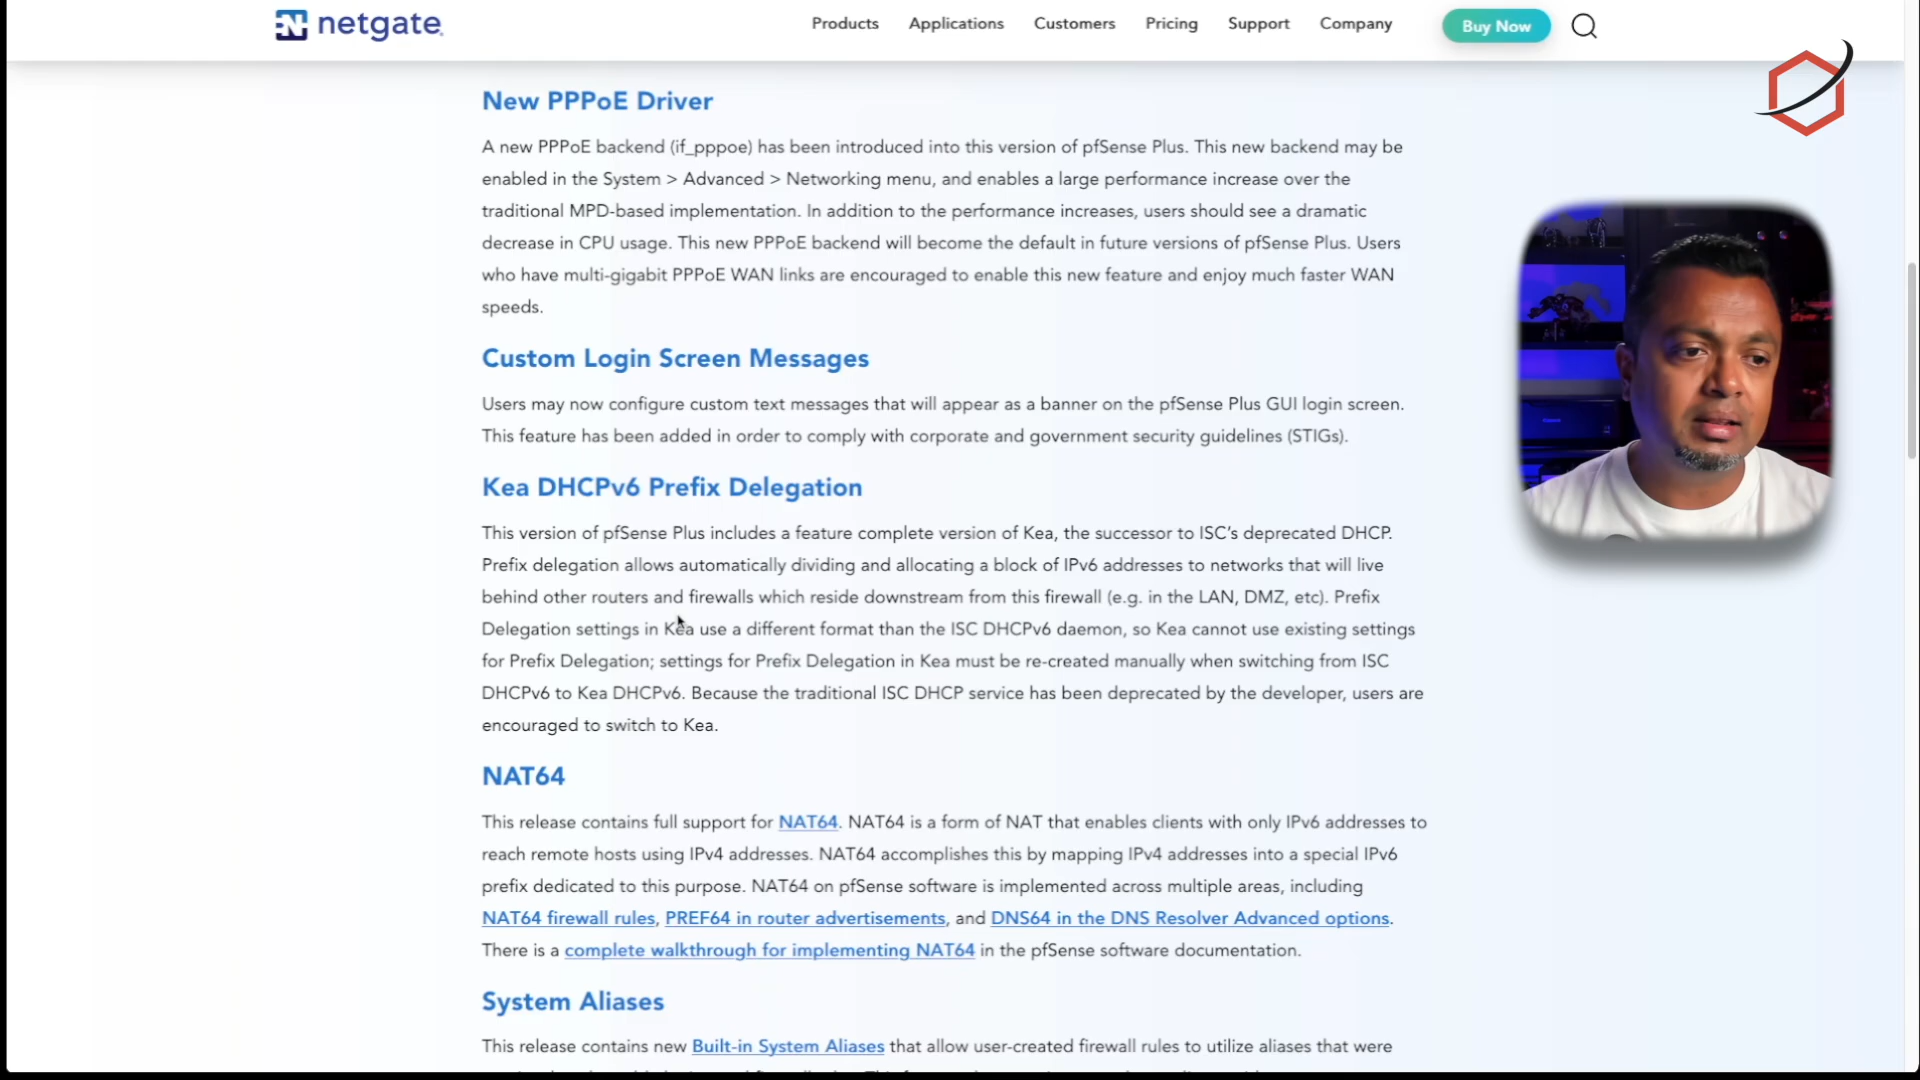 netgate
Products Applications Customers Pricing Support Company Buy Now
New PPPoE Driver
A new PPPoE backend (if_pppoe) has been introduced into this version of pfSense Plus. This new backend may be
enabled in the System > Advanced > Networking menu, and enables a large performance increase over the
traditional MPD-based implementation. In addition to the performance increases, users should see a dramatic
decrease in CPU usage. This new PPPoE backend will become the default in future versions of pfSense Plus. Users
who have multi-gigabit PPPoE WAN links are encouraged to enable this new feature and enjoy much faster WAN
speeds.
Custom Login Screen Messages
Users may now configure custom text messages that will appear as a banner on the pfSense Plus GUI login screen.
This feature has been added in order to comply with corporate and government security guidelines (STIGs).
Kea DHCPv6 Prefix Delegation
This version of pfSense Plus includes a feature complete version of Kea, the successor to ISC's deprecated DHCP.
Prefix delegation allows automatically dividing and allocating a block of IPv6 addresses to networks that will live
behind other routers and firewalls which reside downstream from this firewall (e.g. in the LAN, DMZ, etc). Prefix
Delegation settings in Kea use a different format than the ISC DHCPv6 daemon, so Kea cannot use existing settings
for Prefix Delegation; settings for Prefix Delegation in Kea must be re-created manually when switching from ISC
DHCPv6 to Kea DHCPv6. Because the traditional ISC DHCP service has been deprecated by the developer, users are
encouraged to switch to Kea.
NAT64
This release contains full support for NAT64. NAT64 is a form of NAT that enables clients with only IPv6 addresses to
reach remote hosts using IPv4 addresses. NAT64 accomplishes this by mapping IPv4 addresses into a special IPv6
prefix dedicated to this purpose. NAT64 on pfSense software is implemented across multiple areas, including
NAT64 firewall rules, PREF64 in router advertisements, and DNS64 in the DNS Resolver Advanced options.
There is a complete walkthrough for implementing NAT64 in the pfSense software documentation.
System Aliases
This release contains new Built-in System Aliases that allow user-created firewall rules to utilize aliases that were